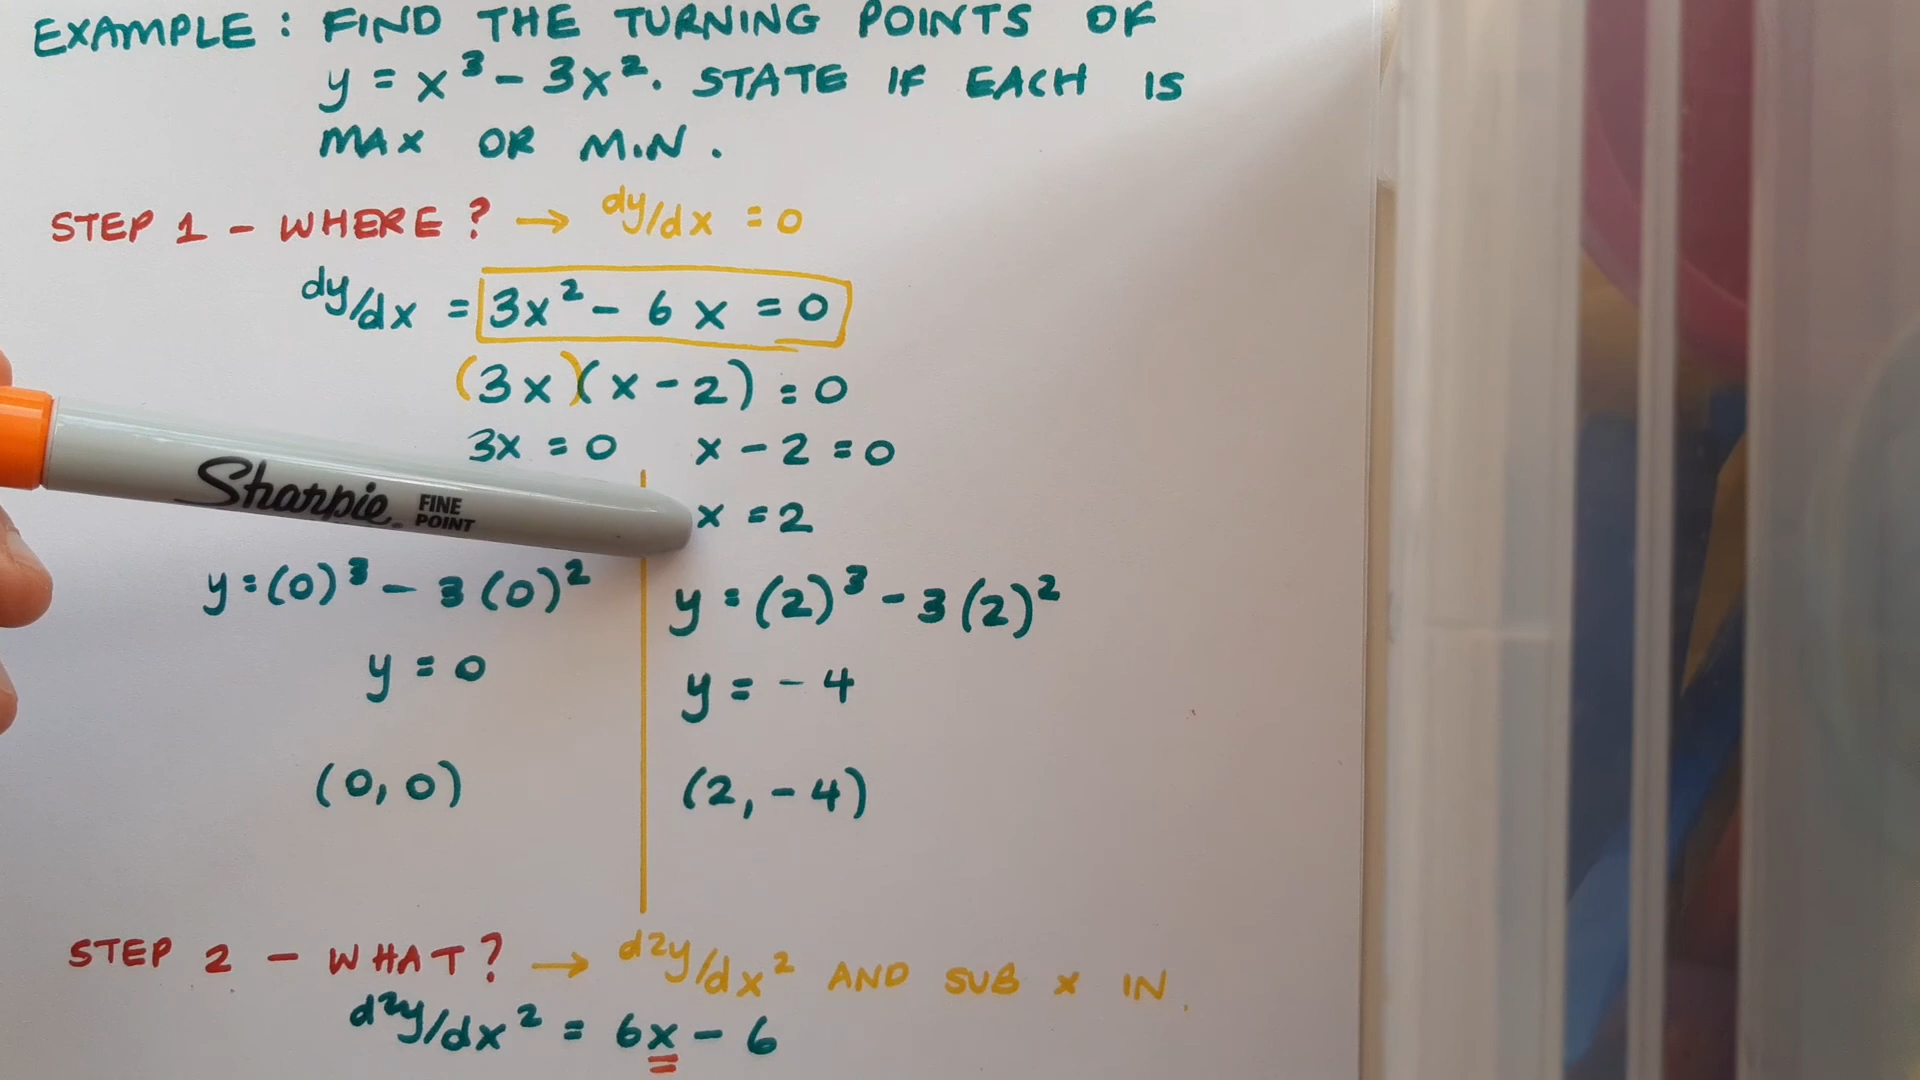 EXAMPLE : FIND THE TURNING POINTS OF
y = x³ - 3x². STATE IF EACH IS
MAX OR MIN.
STEP 1 - WHERE? → dy/dx = 0
dy/dx = 3x² - 6x = 0
(3x)(x - 2) = 0
3x = 0 x - 2 = 0
Sharpie FINE POINT
x = 2
y = (0)³ - 3(0)² y = (2)³ - 3(2)²
y = 0 y = -4
(0, 0) (2, -4)
STEP 2 - WHAT? → d2y/dx² AND SUB x IN.
d2y/dx² = 6x - 6